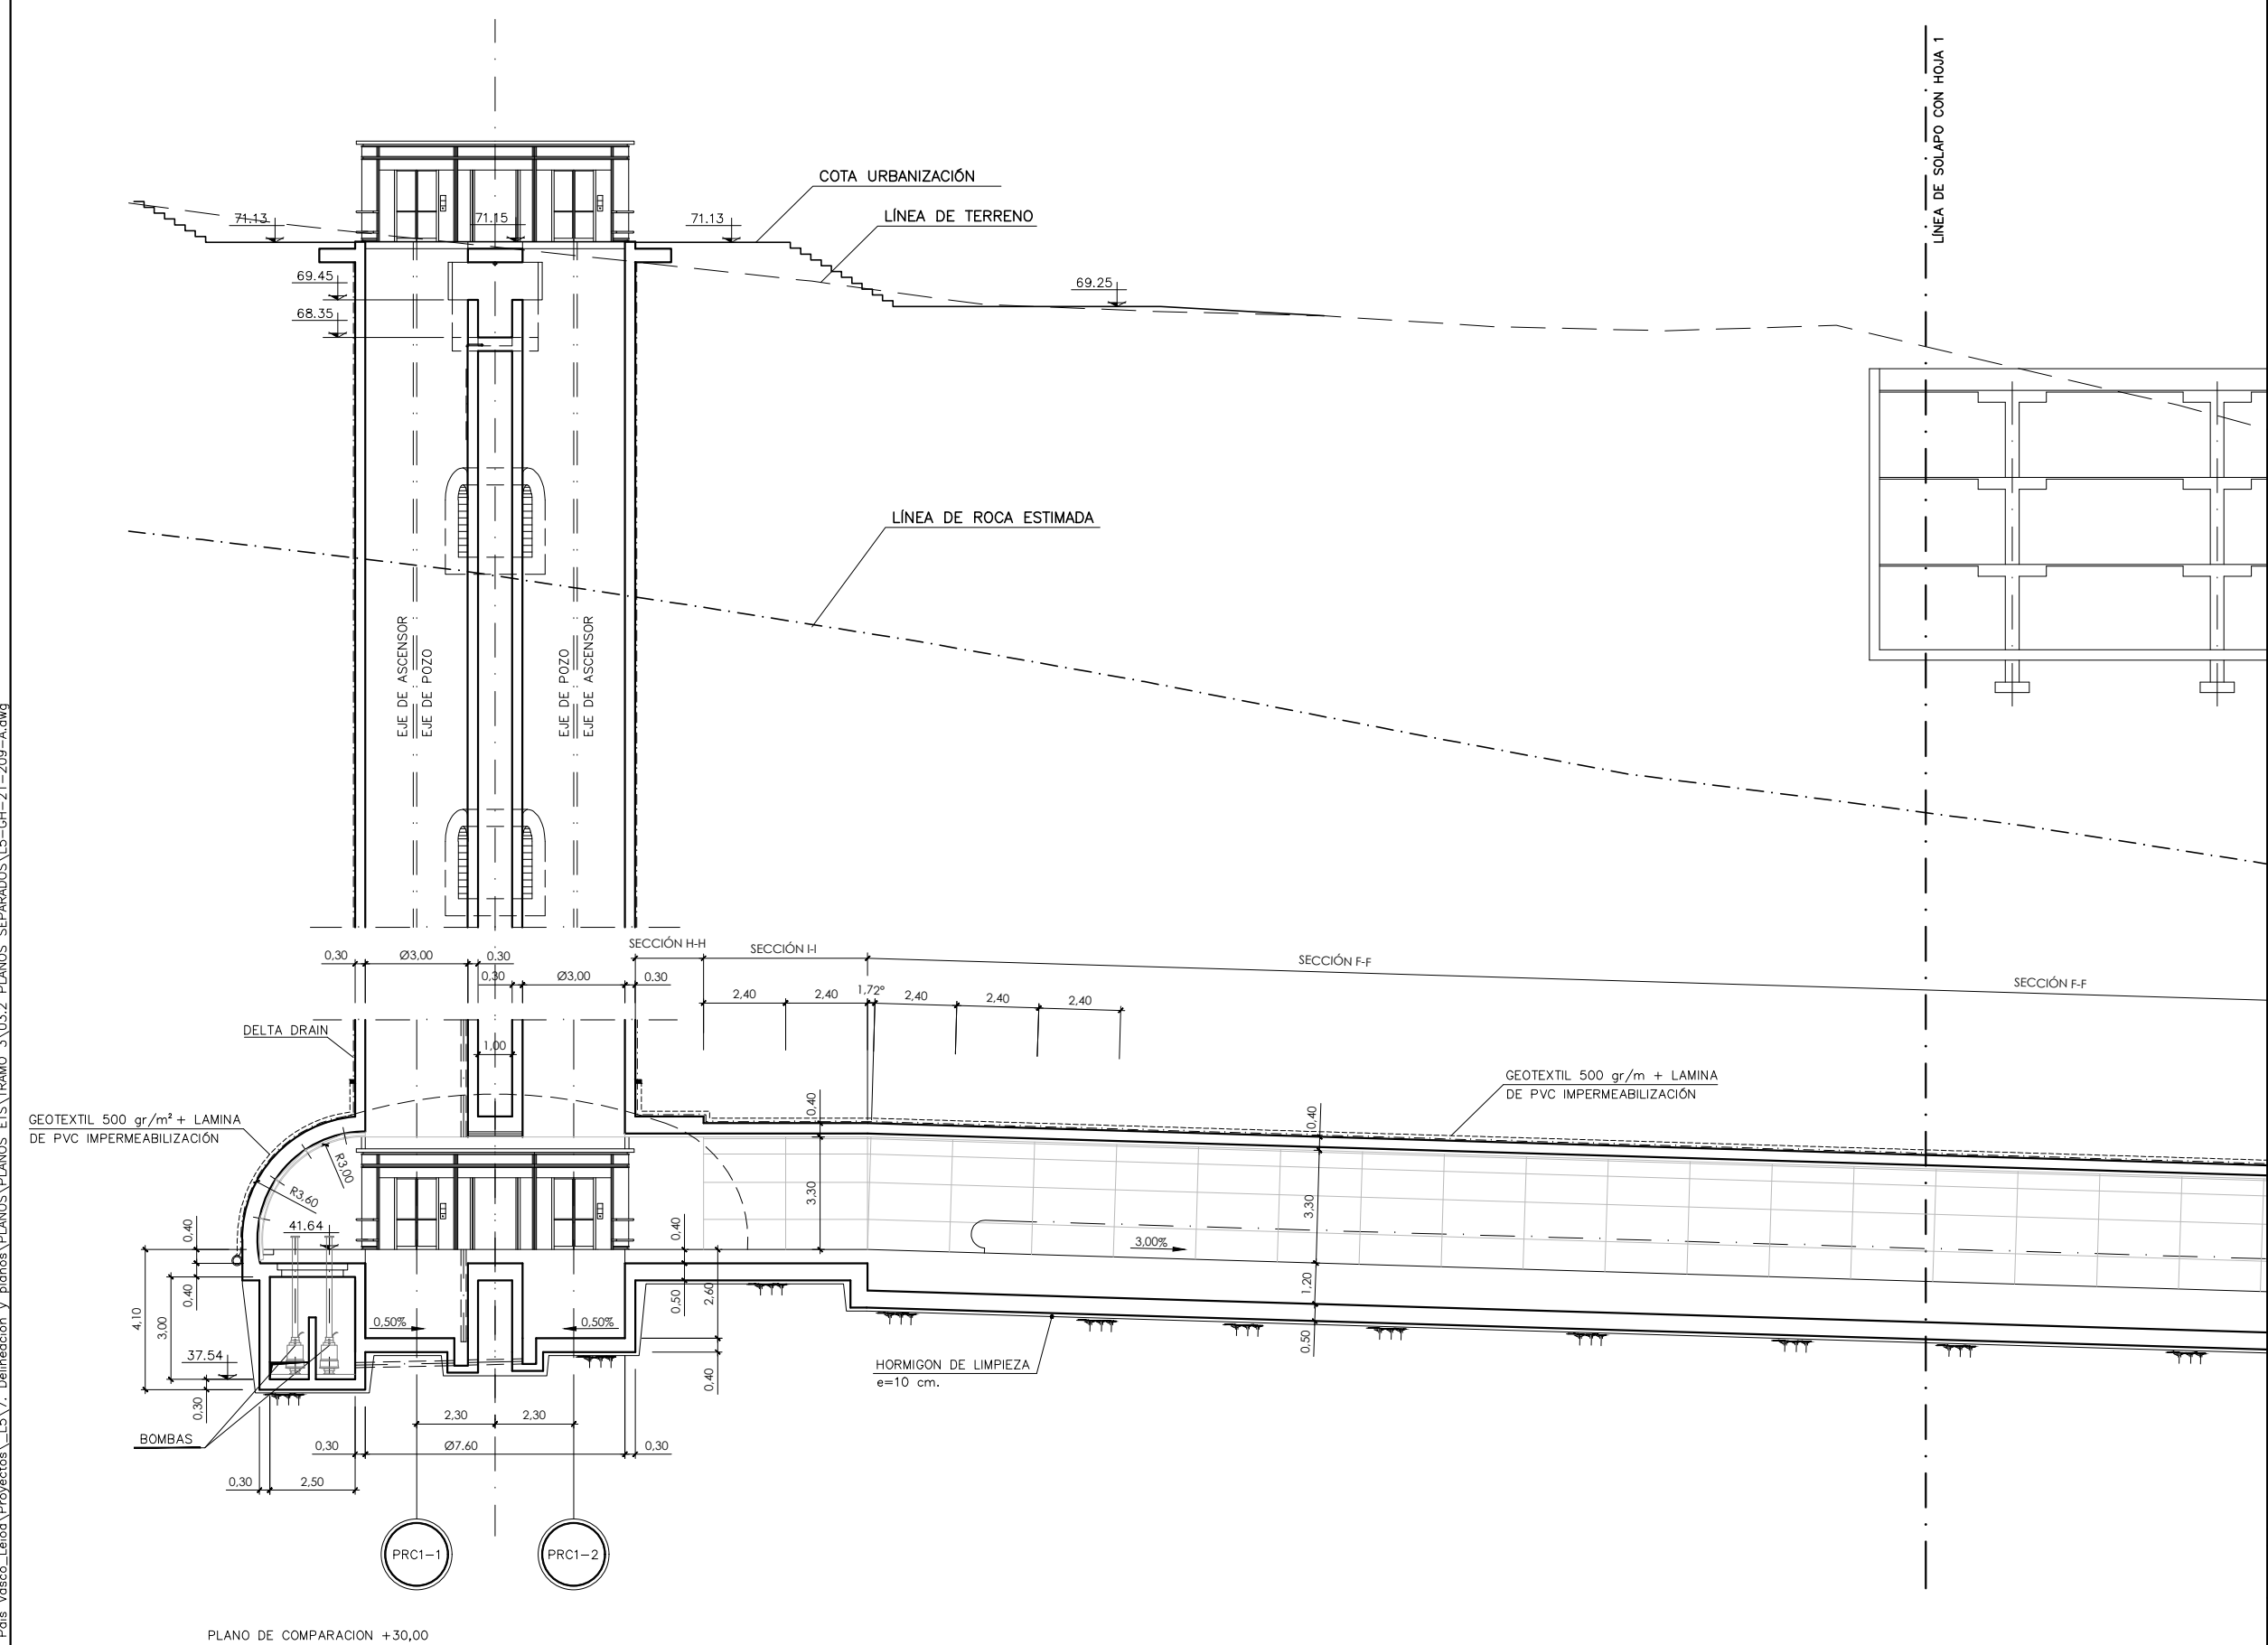 LÍNEA DE SOLAPO CON HOJA 1
COTA URBANIZACIÓN
LÍNEA DE TERRENO
71.13
71.15
71.13
69.45
69.25
68.35
LÍNEA DE ROCA ESTIMADA
EJE DE ASCENSOR
EJE DE POZO
EJE DE POZO
EJE DE ASCENSOR
SECCIÓN H-H
SECCIÓN I-I
SECCIÓN F-F
SECCIÓN F-F
0,30
Ø3,00
0.30
0,30
Ø3,00
0.30
2,40
2,40
1,72°
2,40
2,40
2,40
DELTA DRAIN
1,00
GEOTEXTIL 500 gr/m + LAMINA
DE PVC IMPERMEABILIZACIÓN
GEOTEXTIL 500 gr/m² + LAMINA
DE PVC IMPERMEABILIZACIÓN
0,40
0,40
R3,00
R3,60
3,30
3,30
41.64
0,40
0,40
3,00%
0,40
0,50
2,60
1,20
4,10
3,00
0,50%
0,50%
0,50
37.54
0,30
0,40
HORMIGON DE LIMPIEZA
e=10 cm.
BOMBAS
2,30
2,30
0,30
Ø7.60
0,30
0,30
2,50
PRC1-1
PRC1-2
PLANO DE COMPARACION +30,00